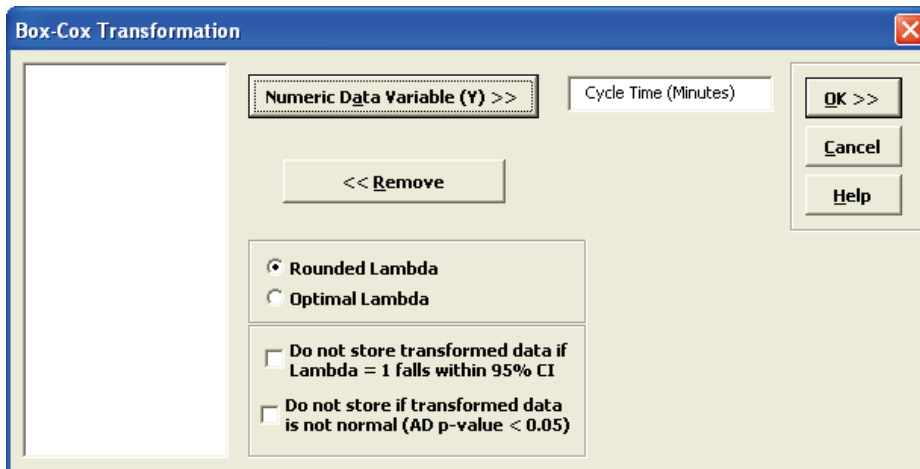 Box-Cox Transformation
Numeric Data Variable (Y) >>
Cycle Time (Minutes)
OK >>
Cancel
<< Remove
Help
Rounded Lambda
Optimal Lambda
Do not store transformed data if
Lambda = 1 falls within 95% CI
Do not store if transformed data
is not normal (AD p-value < 0.05)